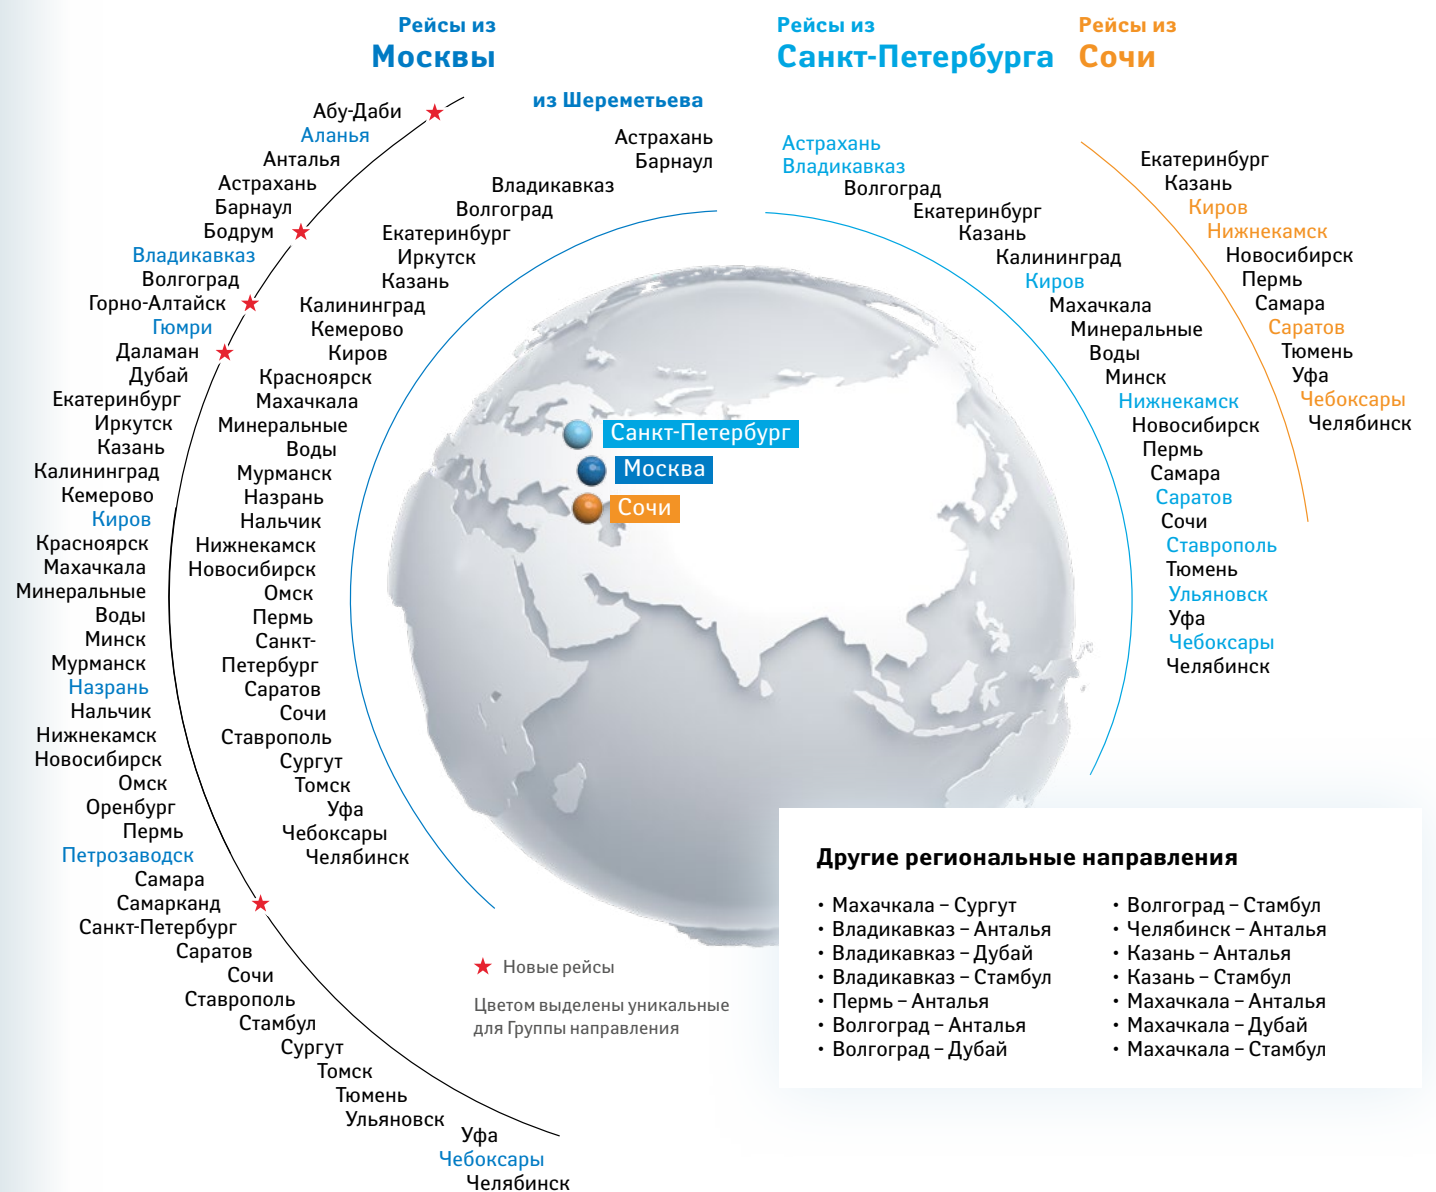 Рейсы из
Москвы
Абу-Даби
Аланья
Анталья
Астрахань
Барнаул
Бодрум
Владикавказ
Волгоград
Горно-Алтайск
Гюмри
Даламан
Дубай
Екатеринбург
Иркутск
Казань
Калининград
Кемерово
Киров
Красноярск
Махачкала
Минеральные
Воды
Минск
Мурманск
Назрань
Нальчик
Нижнекамск
Новосибирск
Омск
Оренбург
Пермь
Петрозаводск
Самара
Самарканд
Санкт-Петербург
Саратов
Сочи
Ставрополь
Стамбул
Сургут
Томск
Тюмень
Ульяновск
Уфа
Чебоксары
Челябинск
из Шереметьева
Астрахань
Барнаул
Владикавказ
Волгоград
Екатеринбург
Иркутск
Казань
Калининград
Кемерово
Киров
Красноярск
Махачкала
Минеральные
Воды
Мурманск
Назрань
Нальчик
Нижнекамск
Новосибирск
Омск
Пермь
Санкт-
Петербург
Саратов
Сочи
Ставрополь
Сургут
Томск
Уфа
Чебоксары
Челябинск
Рейсы из
Санкт-Петербурга
Астрахань
Владикавказ
Волгоград
Екатеринбург
Казань
Калининград
Киров
Махачкала
Минеральные
Воды
Минск
Нижнекамск
Новосибирск
Пермь
Самара
Саратов
Сочи
Ставрополь
Тюмень
Ульяновск
Уфа
Чебоксары
Челябинск
Рейсы из
Сочи
Екатеринбург
Казань
Киров
Нижнекамск
Новосибирск
Пермь
Самара
Саратов
Тюмень
Уфа
Чебоксары
Челябинск
Санкт-Петербург
Москва
Сочи
Новые рейсы
Цветом выделены уникальные
для Группы направления
Другие региональные направления
• Махачкала – Сургут
• Владикавказ – Анталья
• Владикавказ – Дубай
• Владикавказ – Стамбул
• Пермь – Анталья
• Волгоград – Анталья
• Волгоград – Дубай
• Волгоград – Стамбул
• Челябинск – Анталья
• Казань – Анталья
• Казань – Стамбул
• Махачкала – Анталья
• Махачкала – Дубай
• Махачкала – Стамбул